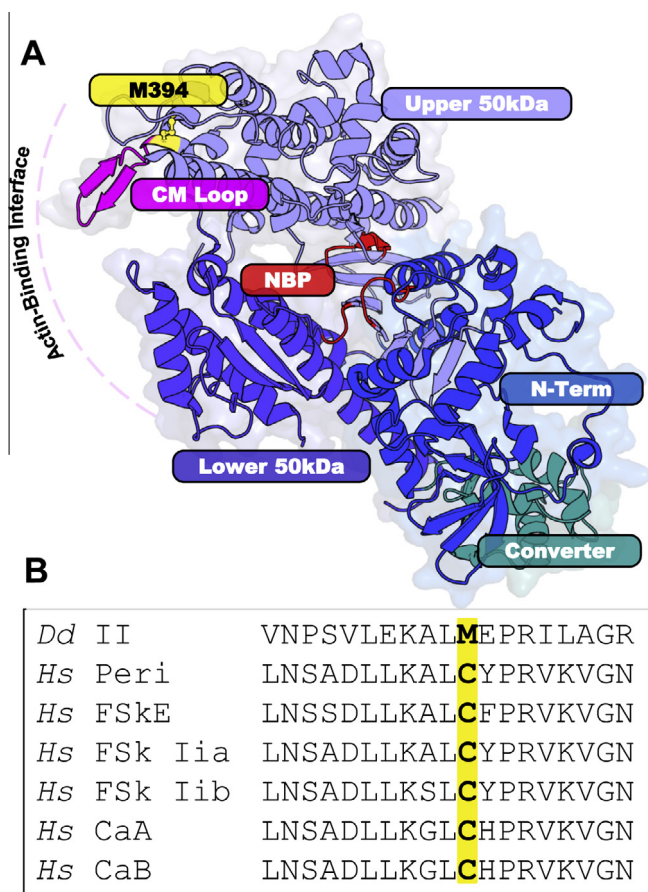 A
M394
Upper 50kDa
CM Loop
Actin-Binding Interface
NBP
N-Term
Lower 50kDa
Converter
B
Dd II VNPSVLEKALMEPRILAGR
Hs Peri LNSADLLKALCYPRVKVGN
Hs FSkE LNSSDLLKALCFPRVKVGN
Hs FSk Iia LNSADLLKALCYPRVKVGN
Hs FSk Iib LNSADLLKSLCYPRVKVGN
Hs CaA LNSADLLKGLCHPRVKVGN
Hs CaB LNSADLLKGLCHPRVKVGN